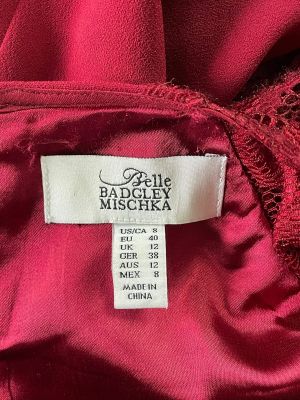 Belle
BADGLEY
MISCHKA
US/CA 8
EU 40
UK 12
GER 38
AUS 12
MEX 8
MADE IN
CHINA